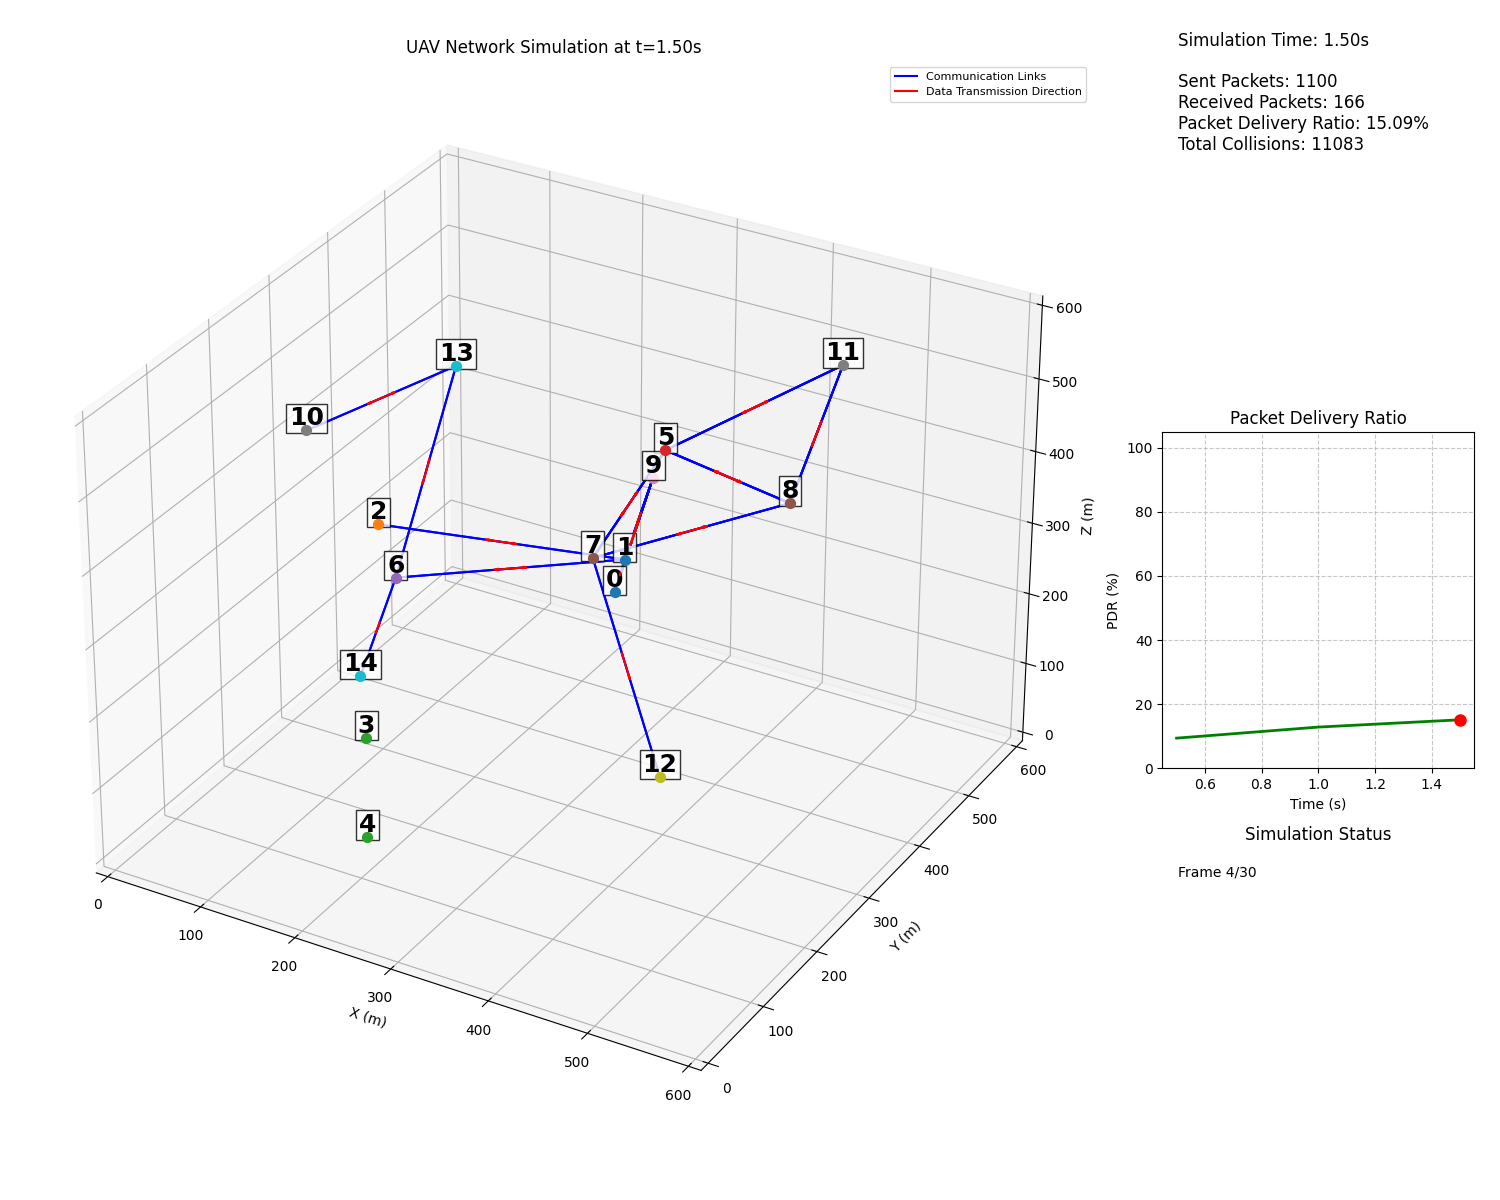 UAV Network Simulation at t=1.50s
Communication Links
Data Transmission Direction
Simulation Time: 1.50s
Sent Packets: 1100
Received Packets: 166
Packet Delivery Ratio: 15.09%
Total Collisions: 11083
13
11
10
5
9
2
8
7
1
6
0
14
3
12
4
600
500
400
300
200
100
0
Z (m)
0
100
200
300
400
500
600
X (m)
0
100
200
300
400
500
600
Y (m)
Packet Delivery Ratio
100
80
60
40
20
0
PDR (%)
0.6
0.8
1.0
1.2
1.4
Time (s)
Simulation Status
Frame 4/30